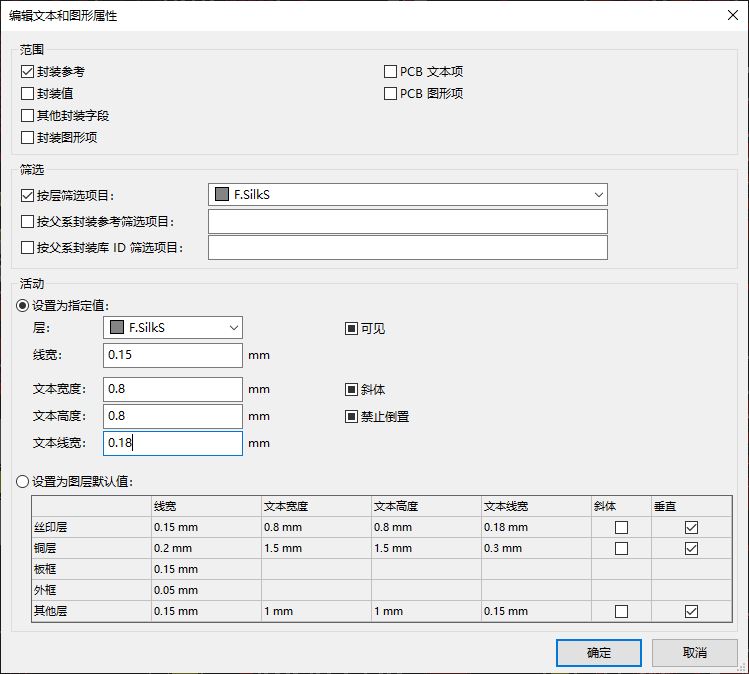 编辑文本和图形属性
范围
封装参考
PCB 文本项
封装值
PCB 图形项
其他封装字段
封装图形项
筛选
按层筛选项目:
F.SilkS
按父系封装参考筛选项目:
按父系封装库 ID 筛选项目:
活动
设置为指定值:
层: F.SilkS 可见
线宽: 0.15 mm
文本宽度: 0.8 mm 斜体
文本高度: 0.8 mm 禁止倒置
文本线宽: 0.18 mm
设置为图层默认值:
线宽 文本宽度 文本高度 文本线宽 斜体 垂直
丝印层 0.15 mm 0.8 mm 0.8 mm 0.18 mm
铜层 0.2 mm 1.5 mm 1.5 mm 0.3 mm
板框 0.15 mm
外框 0.05 mm
其他层 0.15 mm 1 mm 1 mm 0.15 mm
确定 取消